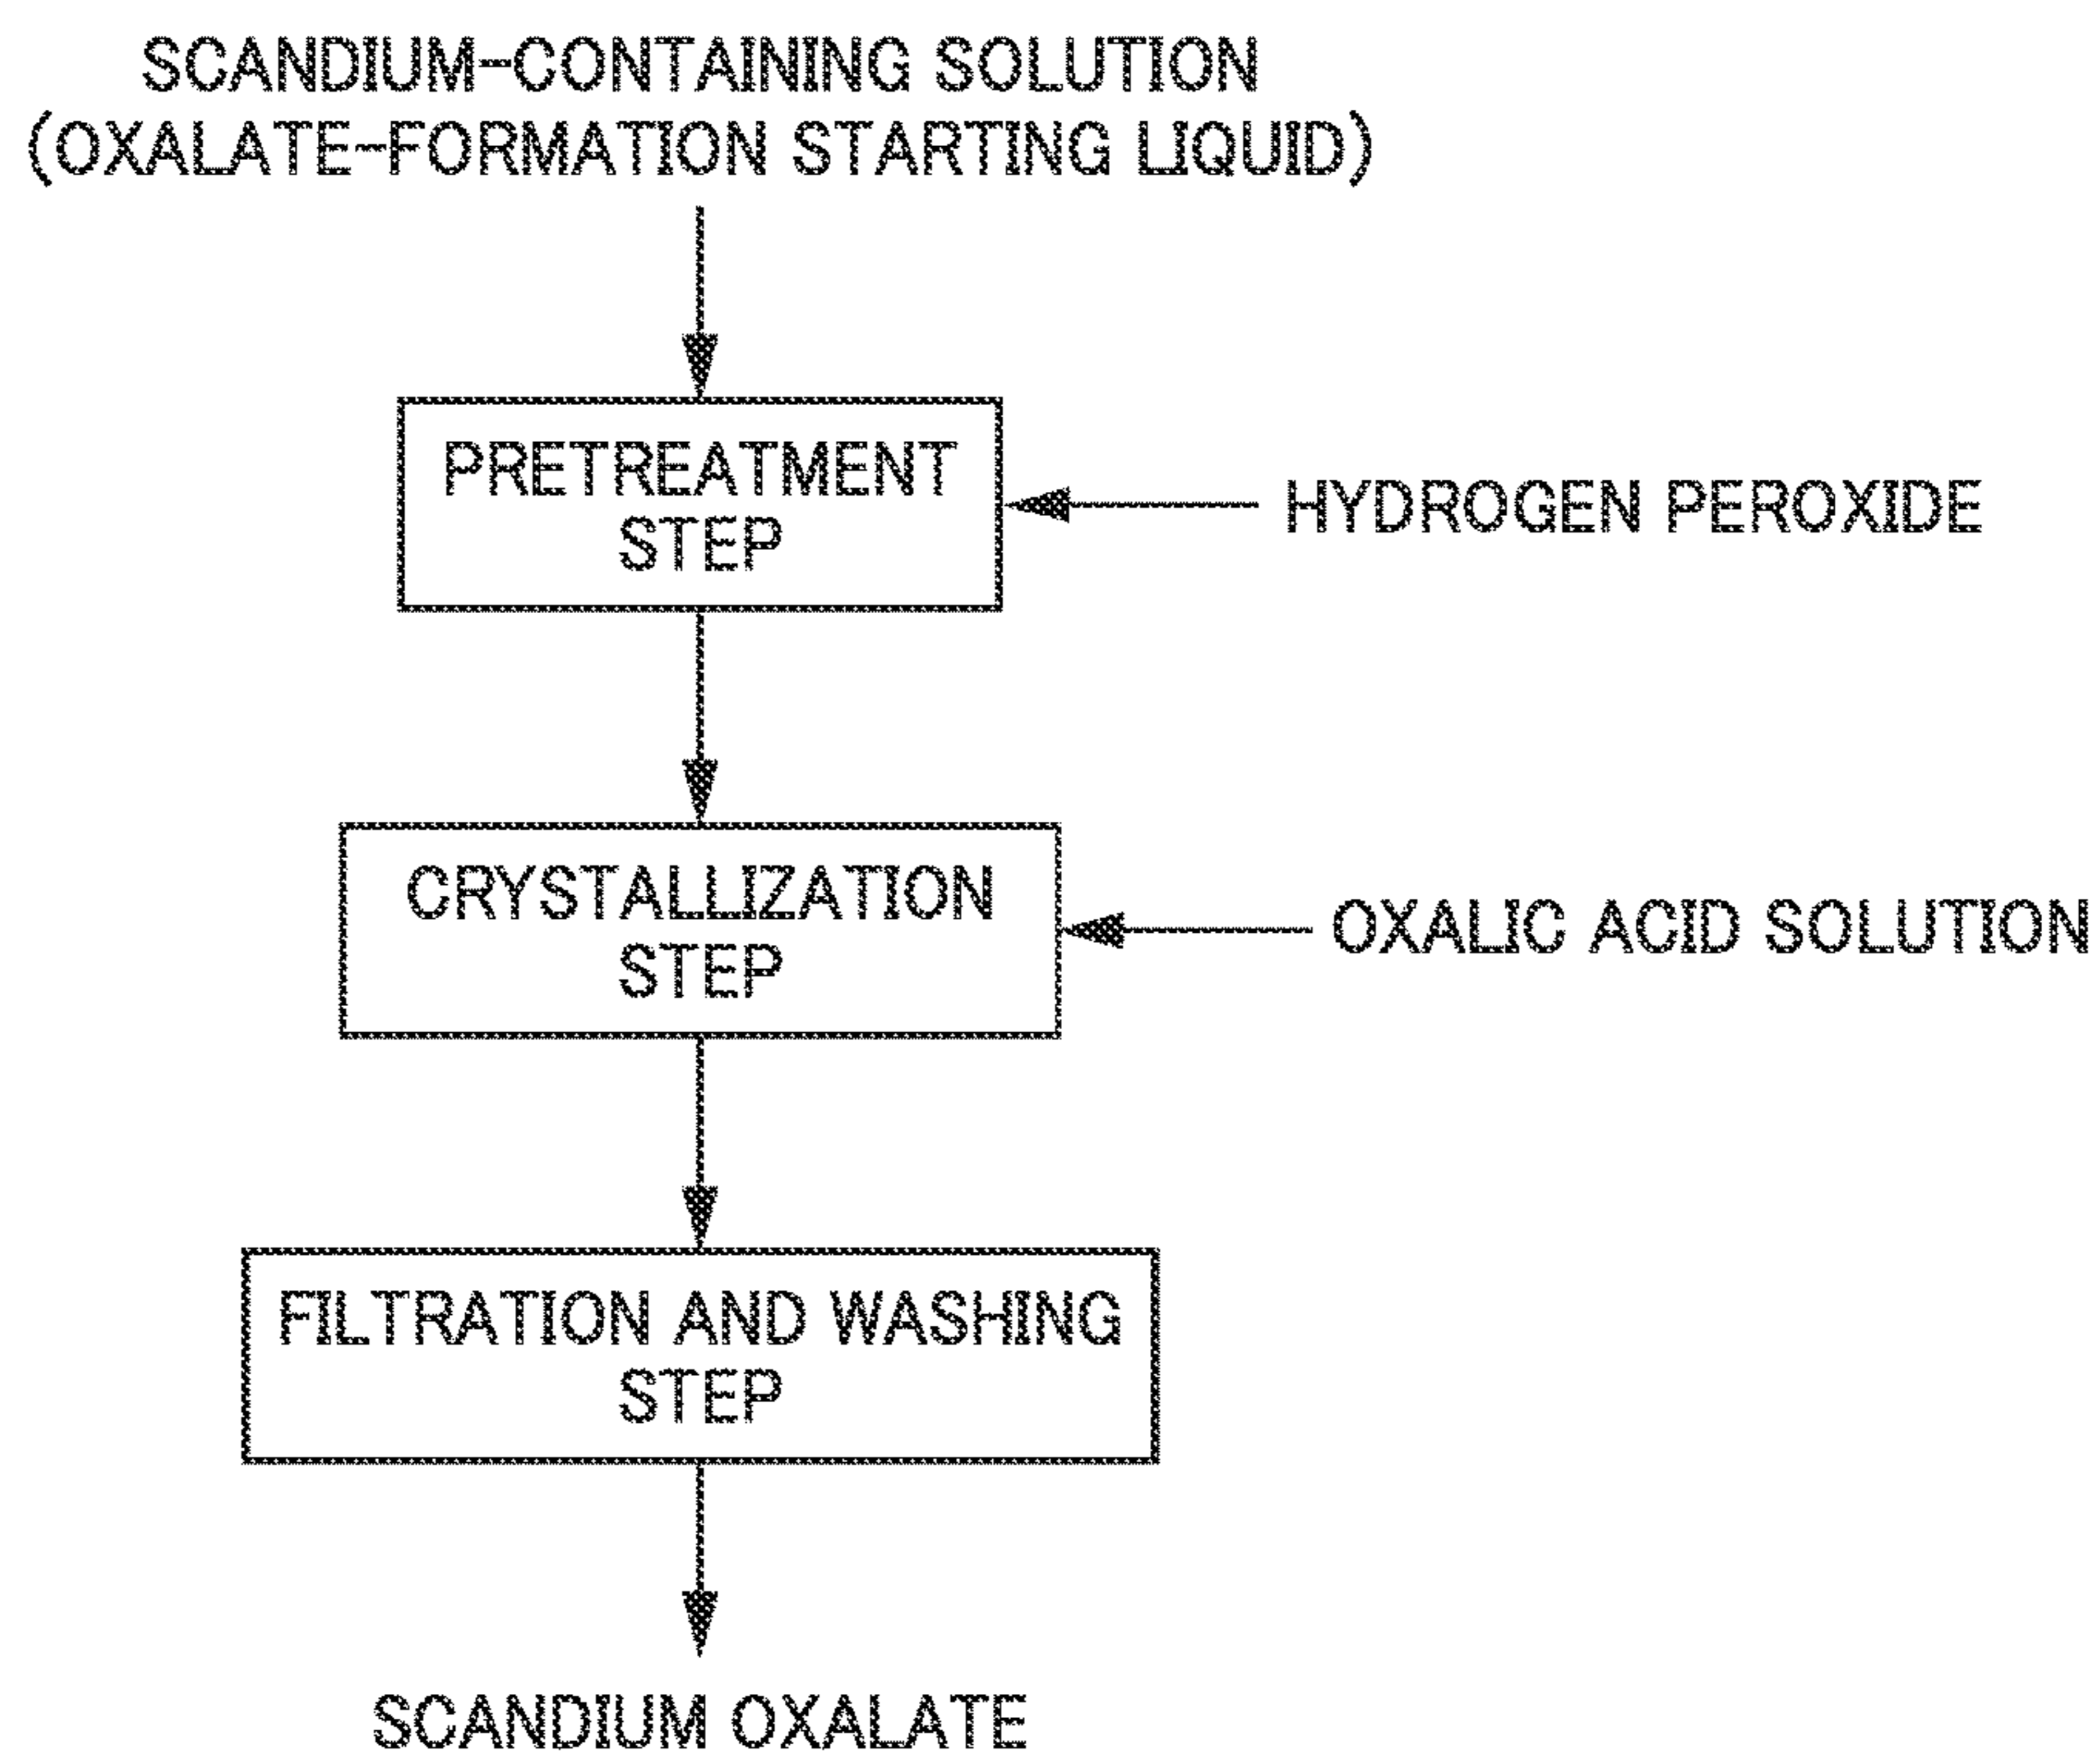 SCANDIUM-CONTAINING SOLUTION
(OXALATE-FORMATION STARTING LIQUID)
PRETREATMENT
STEP
HYDROGEN PEROXIDE
CRYSTALLIZATION
STEP
OXALIC ACID SOLUTION
FILTRATION AND WASHING
STEP
SCANDIUM OXALATE